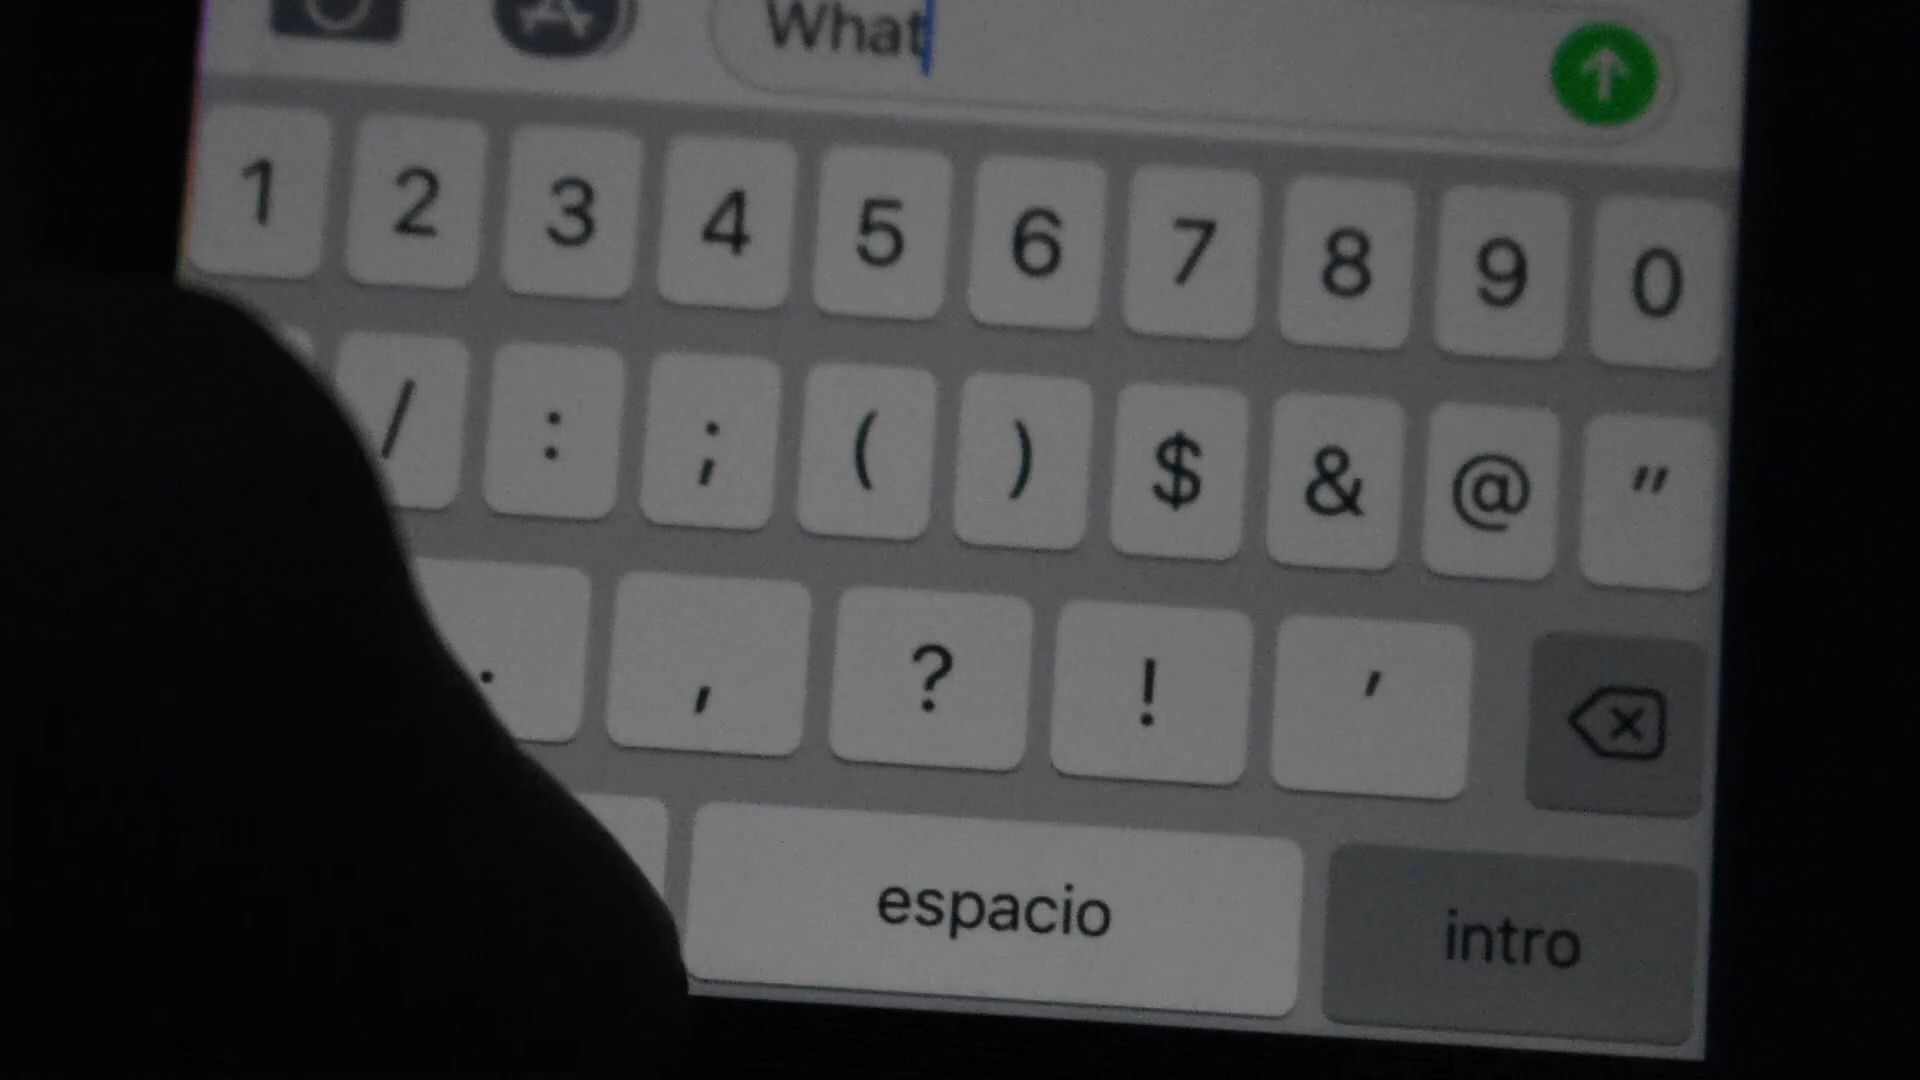 What
1 2 3 4 5 6 7 8 9 0
/ : ; ( ) $ & @ "
. , ? ! '
espacio intro